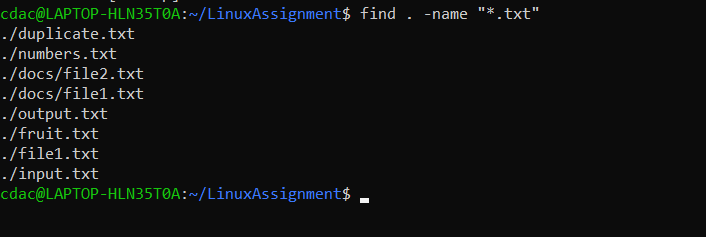 cdac@LAPTOP-HLN35T0A:~/LinuxAssignment$ find . -name "*.txt"
./duplicate.txt
./numbers.txt
./docs/file2.txt
./docs/file1.txt
./output.txt
./fruit.txt
./file1.txt
./input.txt
cdac@LAPTOP-HLN35T0A:~/LinuxAssignment$